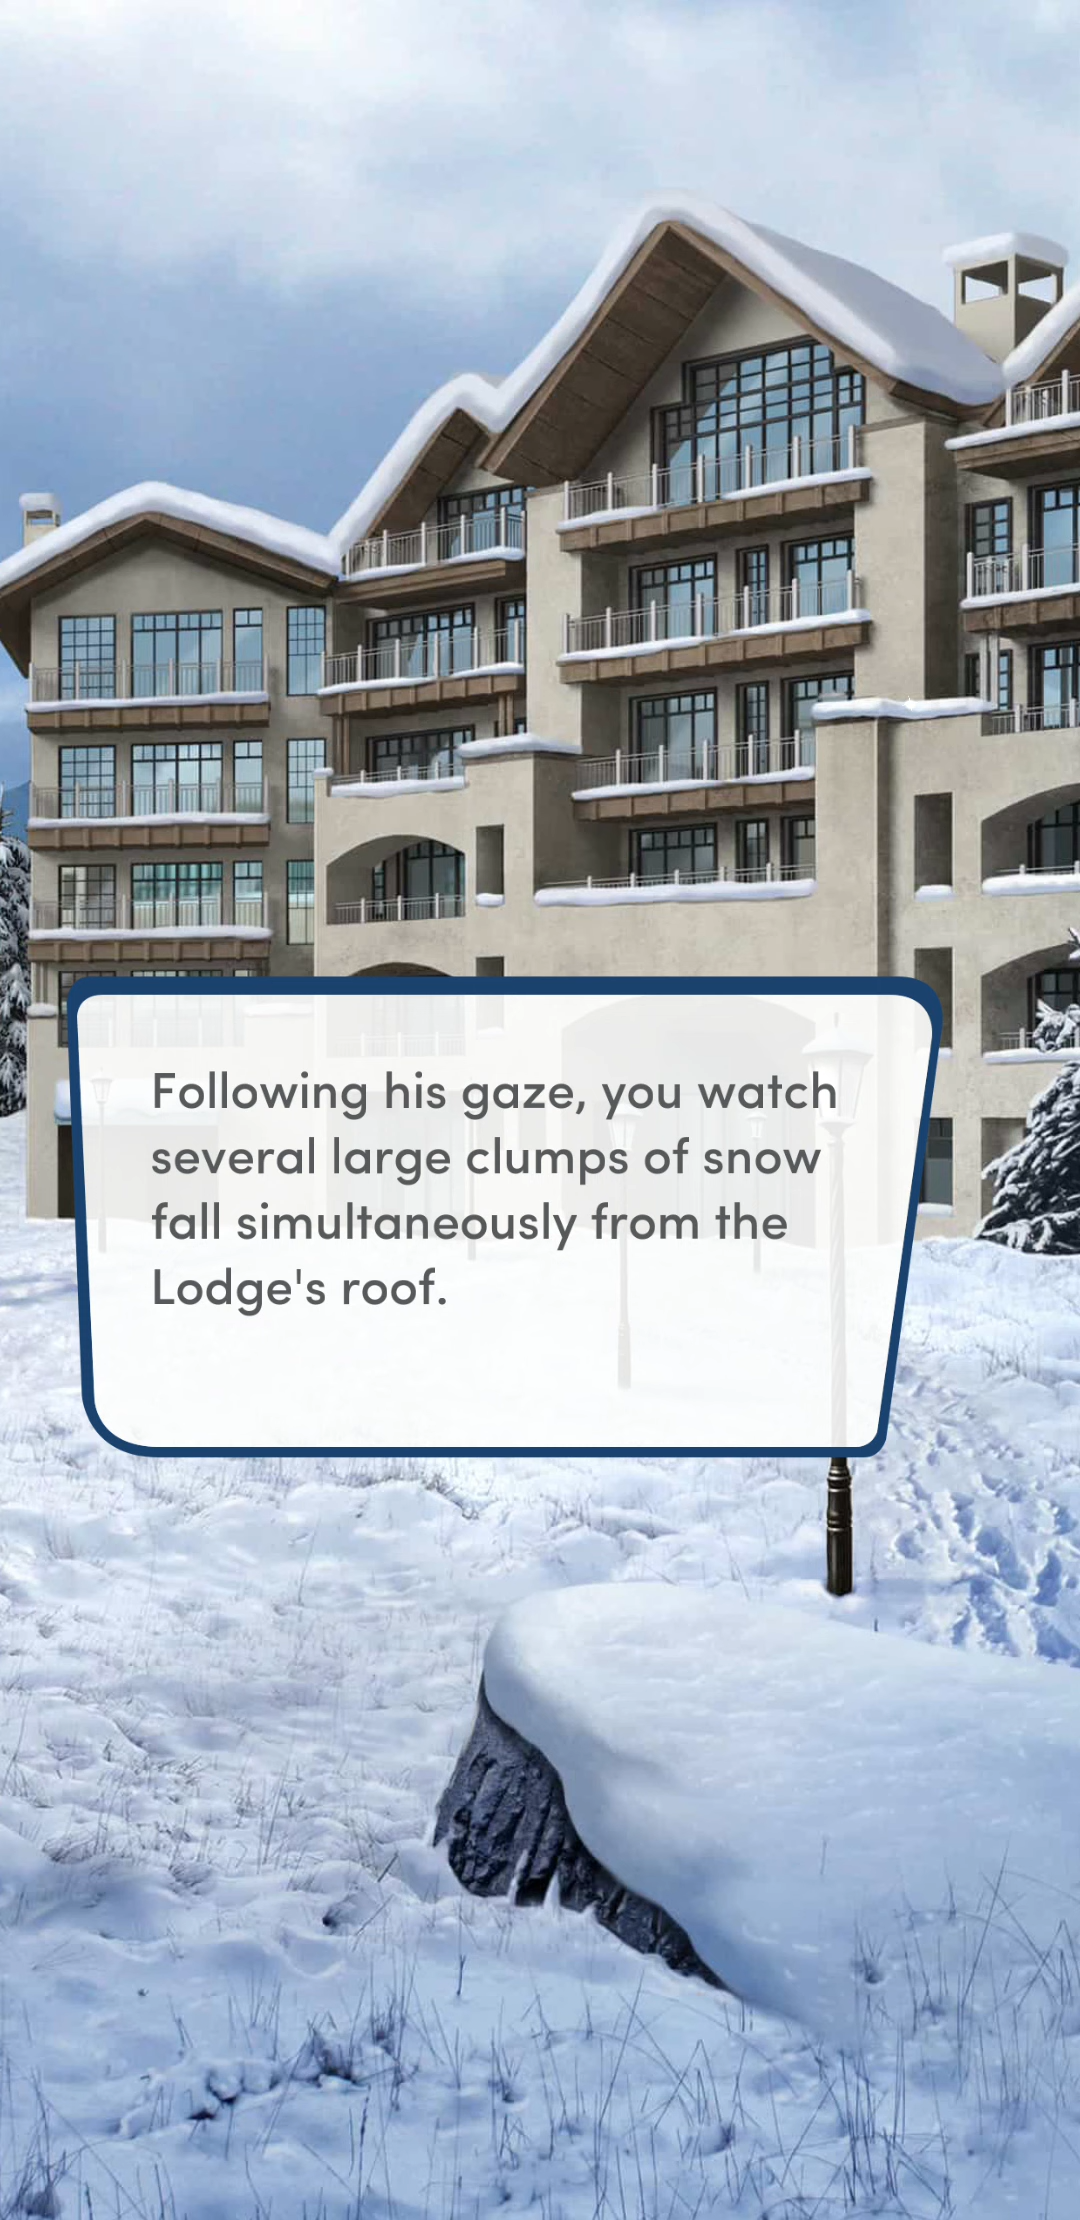 Following his gaze, you watch
several large clumps of snow
fall simultaneously from the
Lodge's roof.